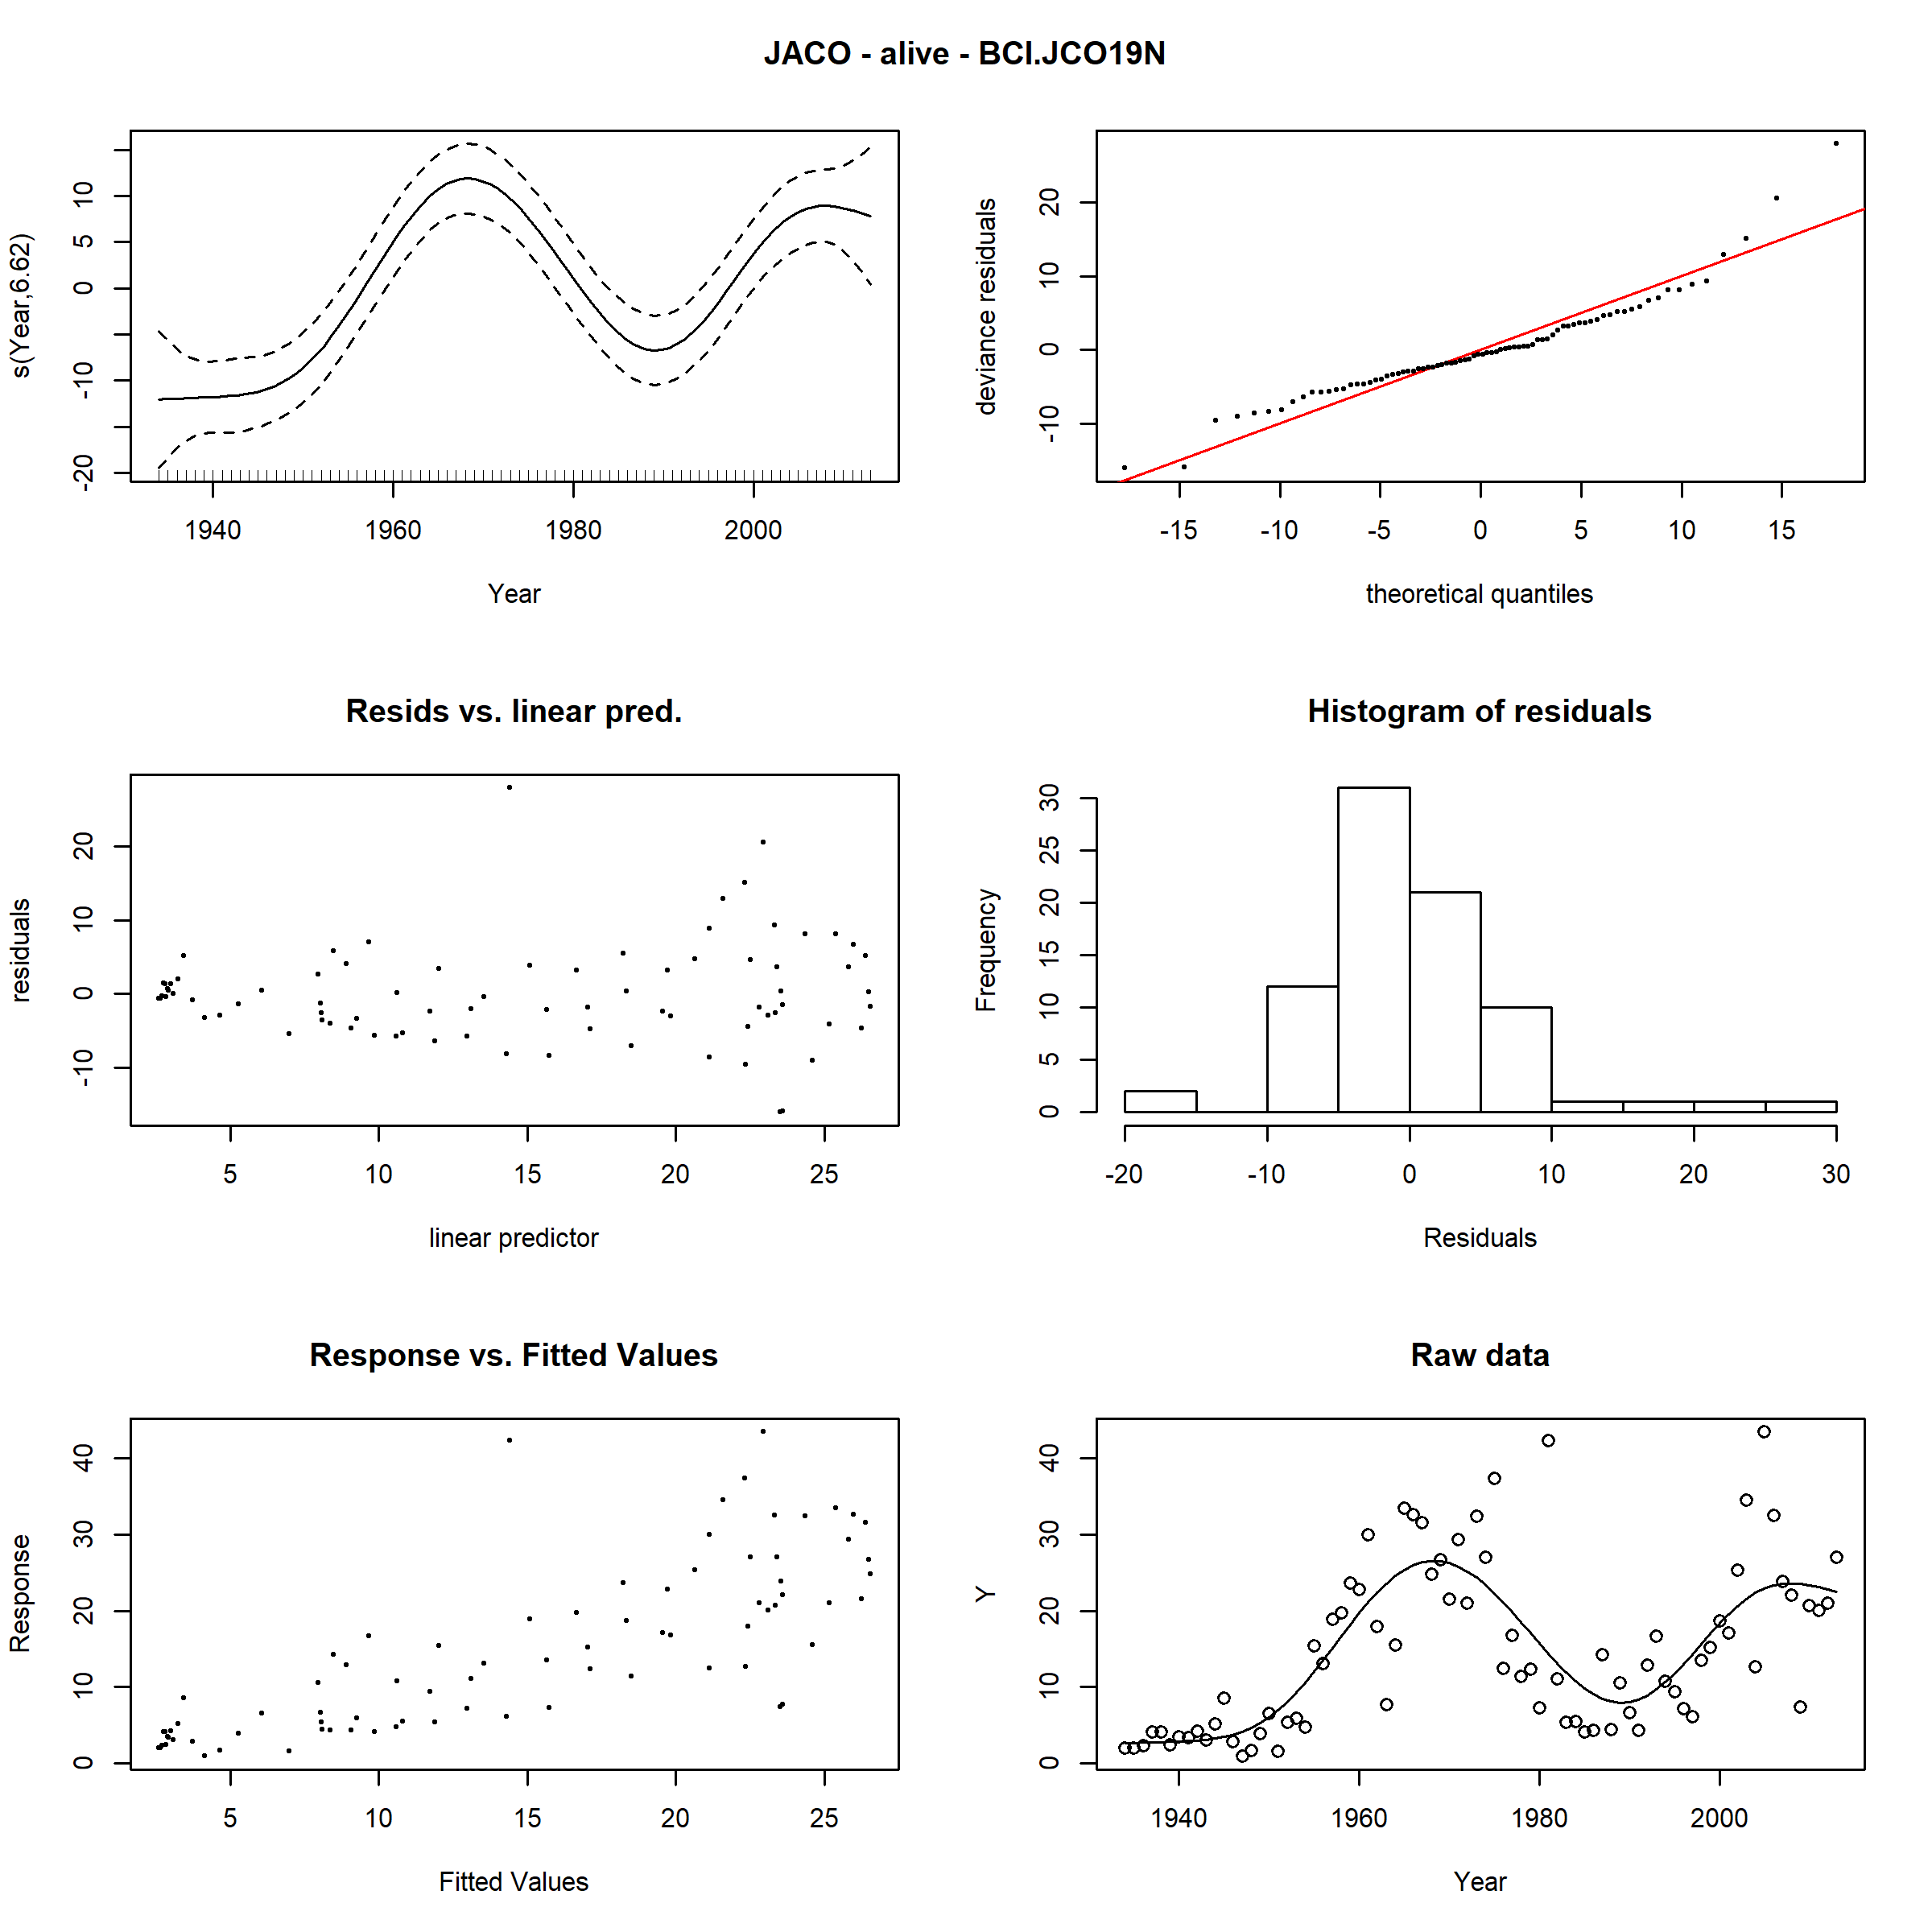 JACO - alive - BCI.JCO19N
s(Year,6.62)
-20 -10 0 5 10
1940 1960 1980 2000
Year
deviance residuals
-10 0 10 20
-15 -10 -5 0 5 10 15
theoretical quantiles
Resids vs. linear pred.
residuals
-10 0 10 20
5 10 15 20 25
linear predictor
Histogram of residuals
Frequency
0 5 10 15 20 25 30
-20 -10 0 10 20 30
Residuals
Response vs. Fitted Values
Response
0 10 20 30 40
5 10 15 20 25
Fitted Values
Raw data
Y
0 10 20 30 40
1940 1960 1980 2000
Year